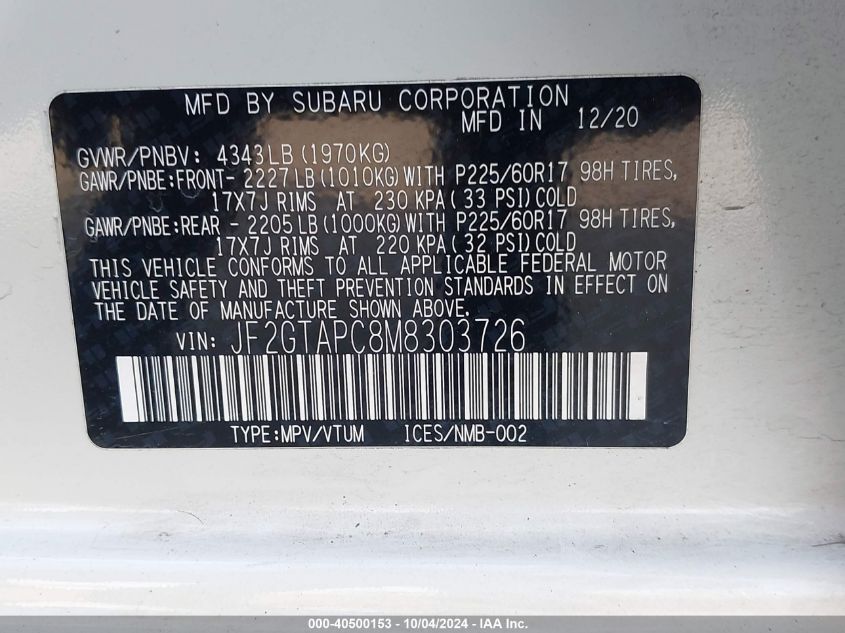 MFD BY SUBARU CORPORATION
MFD IN 12/20
GVWR/PNBV: 4343LB(1970KG)
GAWR/PNBE:FRONT- 2227LB(1010KG)WITH P225/60R17 98H TIRES,
17X7J RIMS AT 230 KPA(33 PSI)COLD
GAWR/PNBE:REAR - 2205LB(1000KG)WITH P225/60R17 98H TIRES,
17X7J RIMS AT 220 KPA(32 PSI)COLD
THIS VEHICLE CONFORMS TO ALL APPLICABLE FEDERAL MOTOR
VEHICLE SAFETY AND THEFT PREVENTION STANDARDS IN EFFECT ON
THE DATE OF MANUFACTURE SHOWN ABOVE.
VIN: JF2GTAPC8M8303726
TYPE:MPV/VTUM ICES/NMB-002
000-40500153 - 10/04/2024 - IAA Inc.